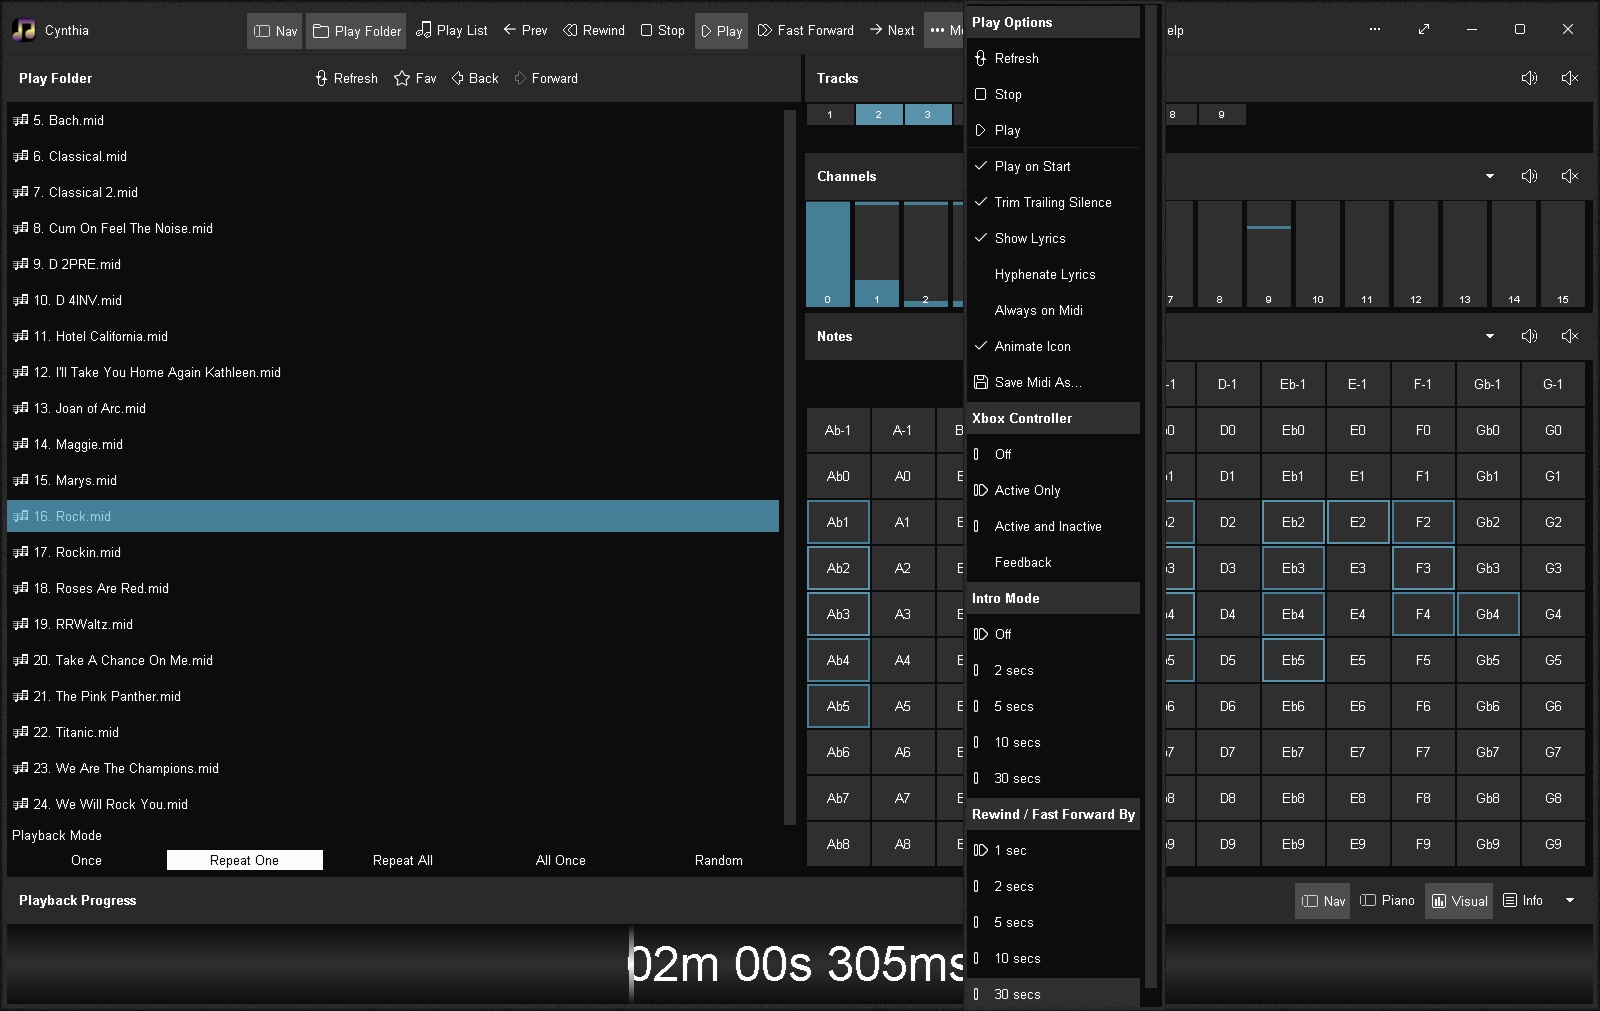 Cynthia
Nav
Play Folder
Play List
Prev
Rewind
Stop
Play
Fast Forward
Next
Play Folder
Refresh
Fav
Back
Forward
5. Bach.mid
6. Classical.mid
7. Classical 2.mid
8. Cum On Feel The Noise.mid
9. D 2PRE.mid
10. D 4INV.mid
11. Hotel California.mid
12. I'll Take You Home Again Kathleen.mid
13. Joan of Arc.mid
14. Maggie.mid
15. Marys.mid
16. Rock.mid
17. Rockin.mid
18. Roses Are Red.mid
19. RRWaltz.mid
20. Take A Chance On Me.mid
21. The Pink Panther.mid
22. Titanic.mid
23. We Are The Champions.mid
24. We Will Rock You.mid
Playback Mode
Once Repeat One Repeat All All Once Random
Play Options
Refresh
Stop
Play
Play on Start
Trim Trailing Silence
Show Lyrics
Hyphenate Lyrics
Always on Midi
Animate Icon
Save Midi As...
Xbox Controller
Off
Active Only
Active and Inactive
Feedback
Intro Mode
Off
2 secs
5 secs
10 secs
30 secs
Rewind / Fast Forward By
1 sec
2 secs
5 secs
10 secs
30 secs
Tracks
1 2 3 8 9
Channels
0 1 2 7 8 9 10 11 12 13 14 15
Notes
D-1 Eb-1 E-1 F-1 Gb-1 G-1
Ab-1 A-1 D0 Eb0 E0 F0 Gb0 G0
Ab0 A0 D1 Eb1 E1 F1 Gb1 G1
Ab1 A1 D2 Eb2 E2 F2 Gb2 G2
Ab2 A2 D3 Eb3 E3 F3 Gb3 G3
Ab3 A3 D4 Eb4 E4 F4 Gb4 G4
Ab4 A4 D5 Eb5 E5 F5 Gb5 G5
Ab5 A5 D6 Eb6 E6 F6 Gb6 G6
Ab6 A6 D7 Eb7 E7 F7 Gb7 G7
Ab7 A7 D8 Eb8 E8 F8 Gb8 G8
Ab8 A8 D9 Eb9 E9 F9 Gb9 G9
Playback Progress
Nav Piano Visual Info
02m 00s 305ms